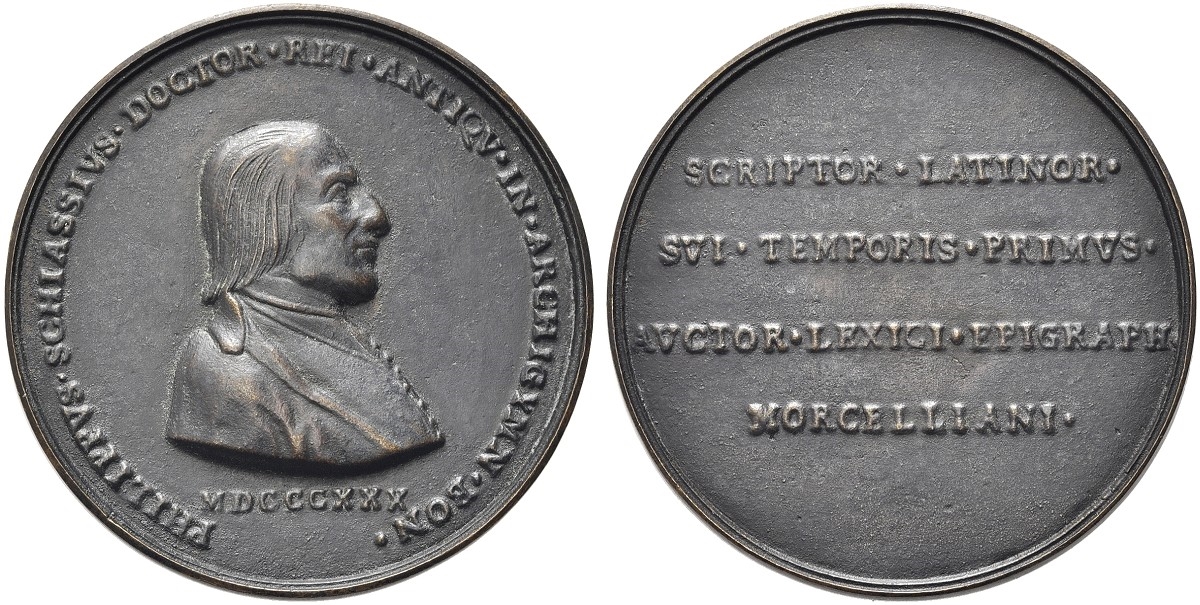 PHILIPPVS · SCHIASSIVS · DOCTOR · REI · ANTIQV · IN · ARCHIGYMN · BON ·
MDCCCXXX
SCRIPTOR · LATINOR ·
SVI · TEMPORIS · PRIMVS ·
AVCTOR · LEXICI · EPIGRAPH
MORCELLIANI ·